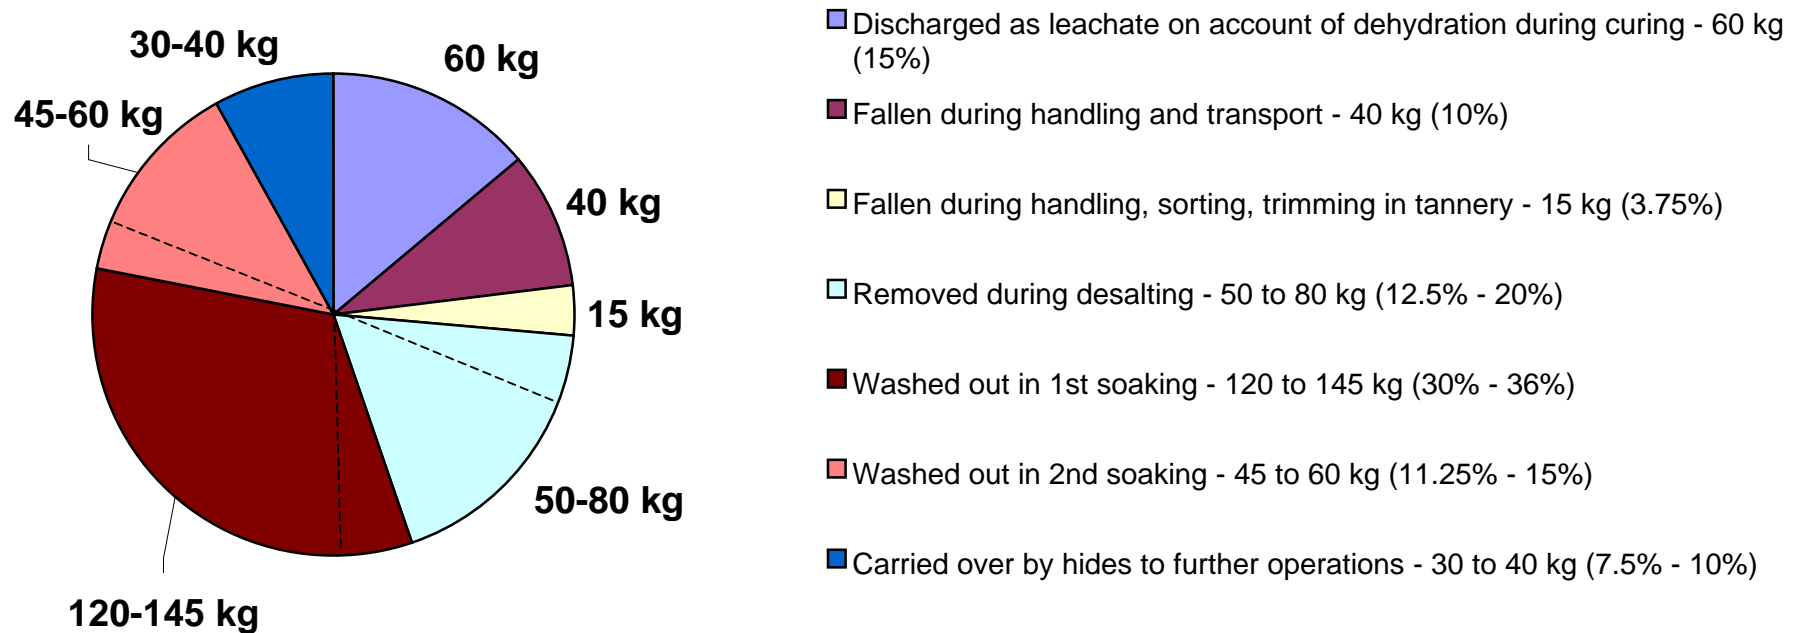 30-40 kg
60 kg
45-60 kg
40 kg
15 kg
50-80 kg
120-145 kg
Discharged as leachate on account of dehydration during curing - 60 kg
(15%)
Fallen during handling and transport - 40 kg (10%)
Fallen during handling, sorting, trimming in tannery - 15 kg (3.75%)
Removed during desalting - 50 to 80 kg (12.5% - 20%)
Washed out in 1st soaking - 120 to 145 kg (30% - 36%)
Washed out in 2nd soaking - 45 to 60 kg (11.25% - 15%)
Carried over by hides to further operations - 30 to 40 kg (7.5% - 10%)